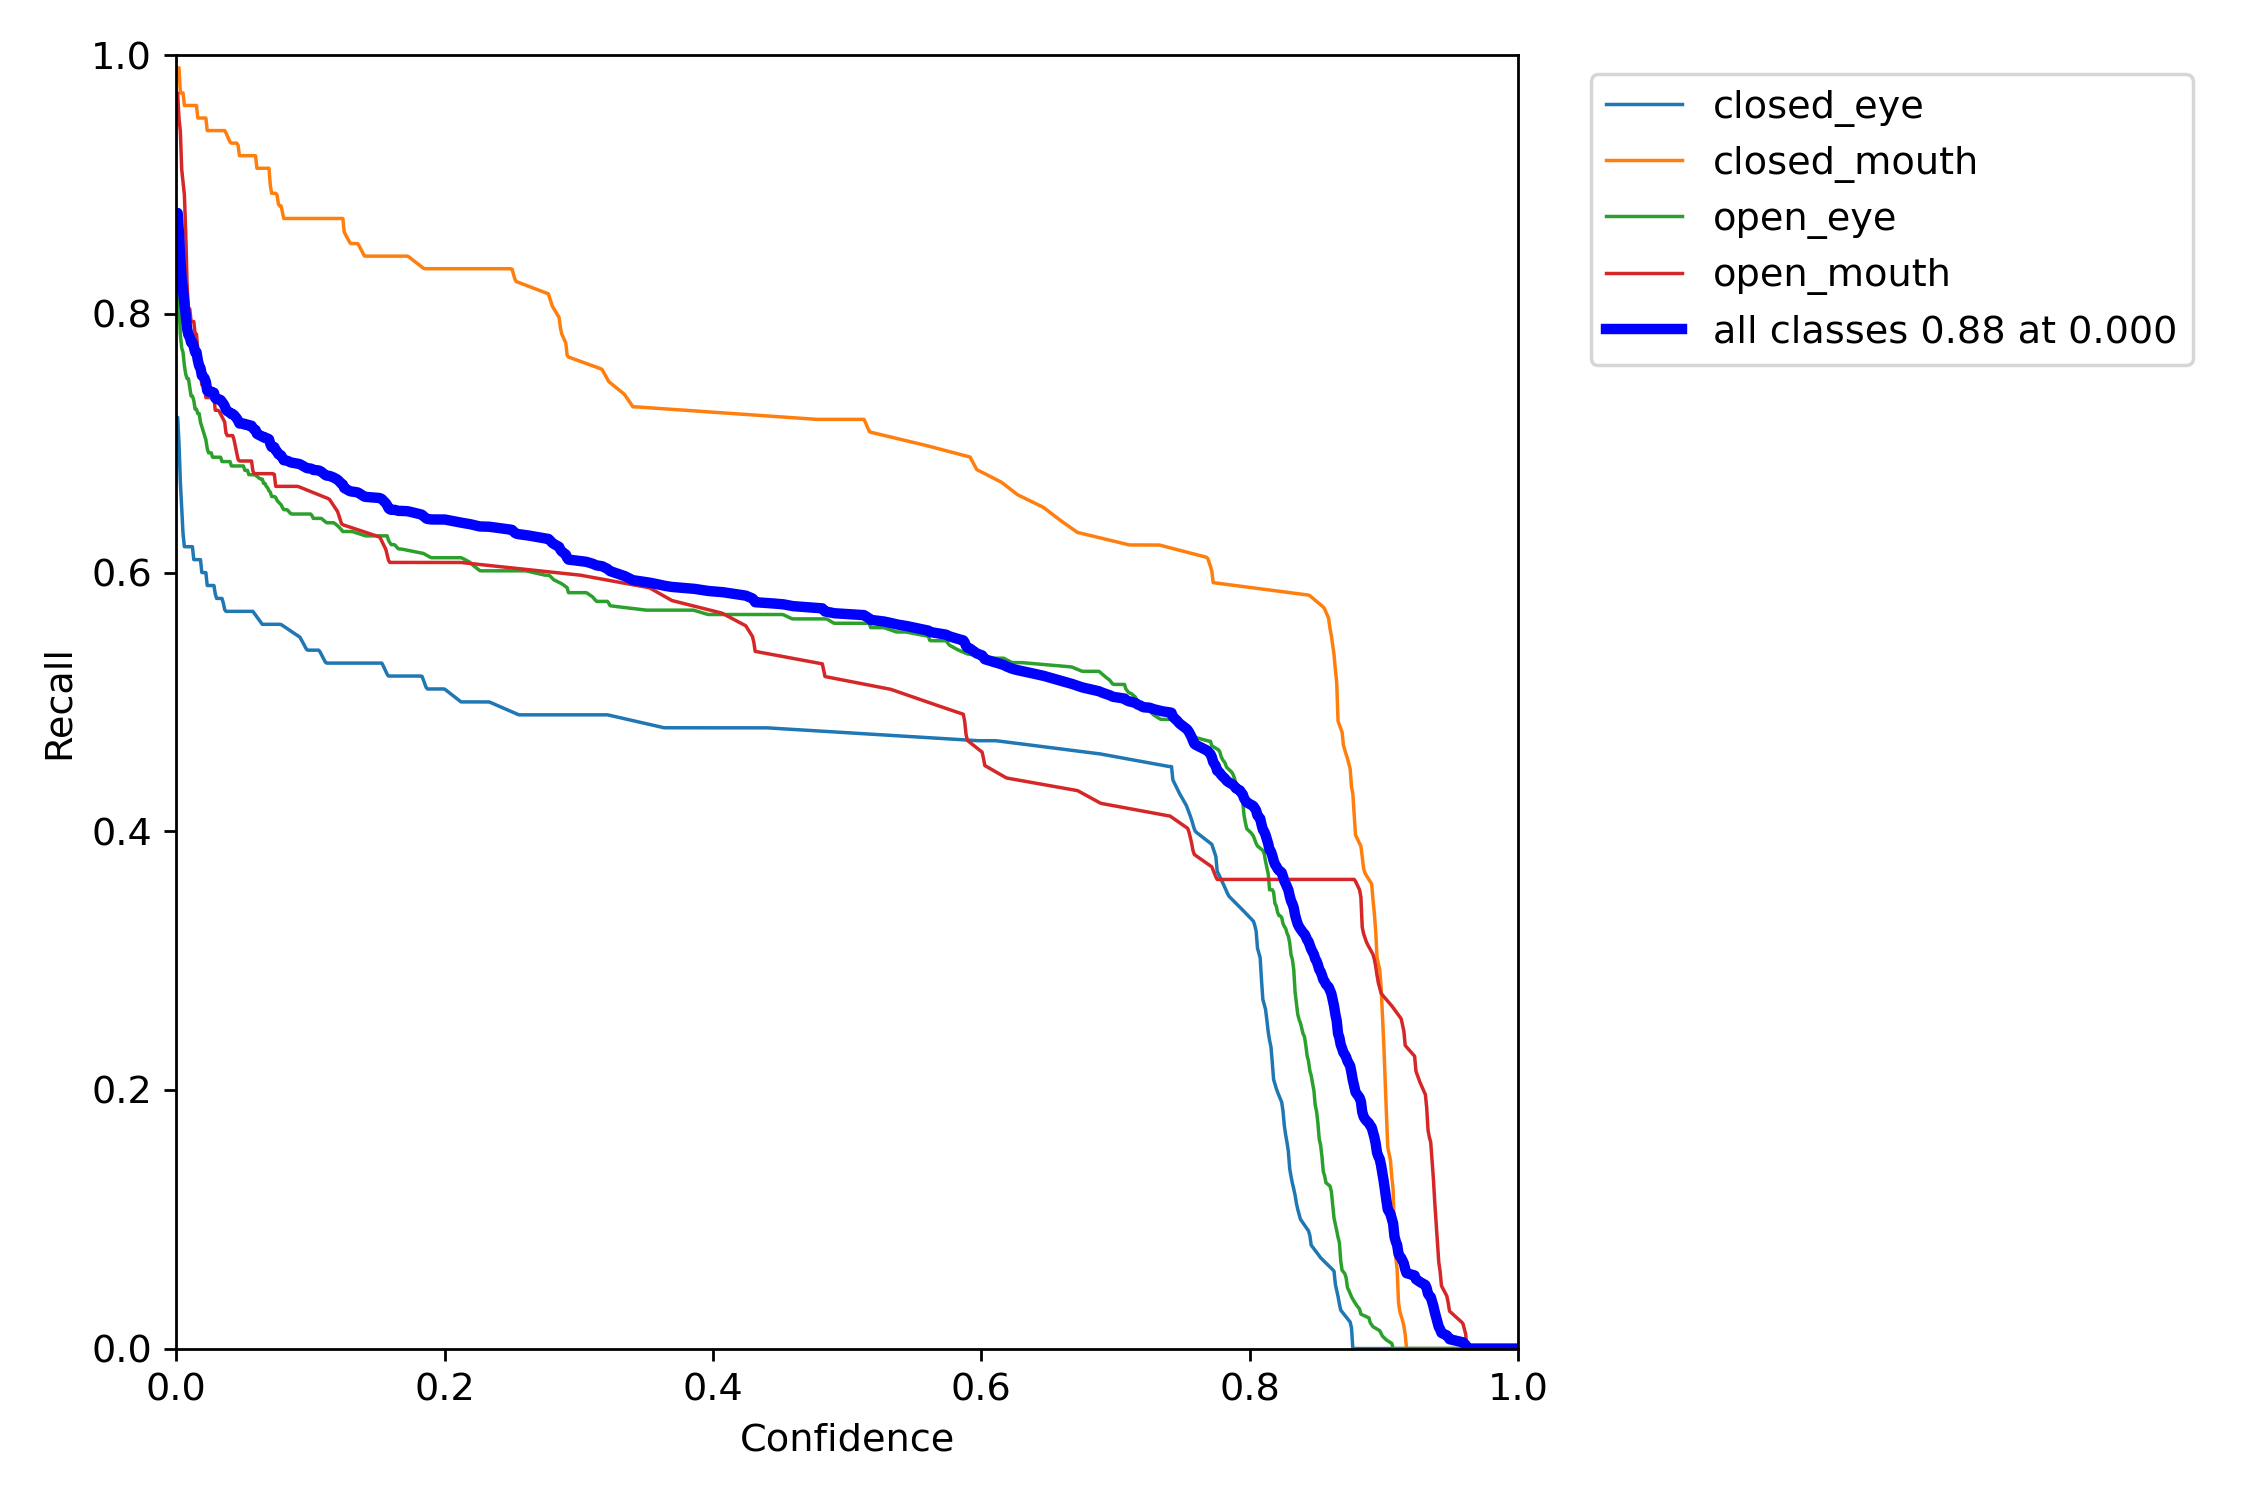 1.0
0.8
0.6
0.4
0.2
0.0
Recall
0.0 0.2 0.4 0.6 0.8 1.0
Confidence
closed_eye
closed_mouth
open_eye
open_mouth
all classes 0.88 at 0.000